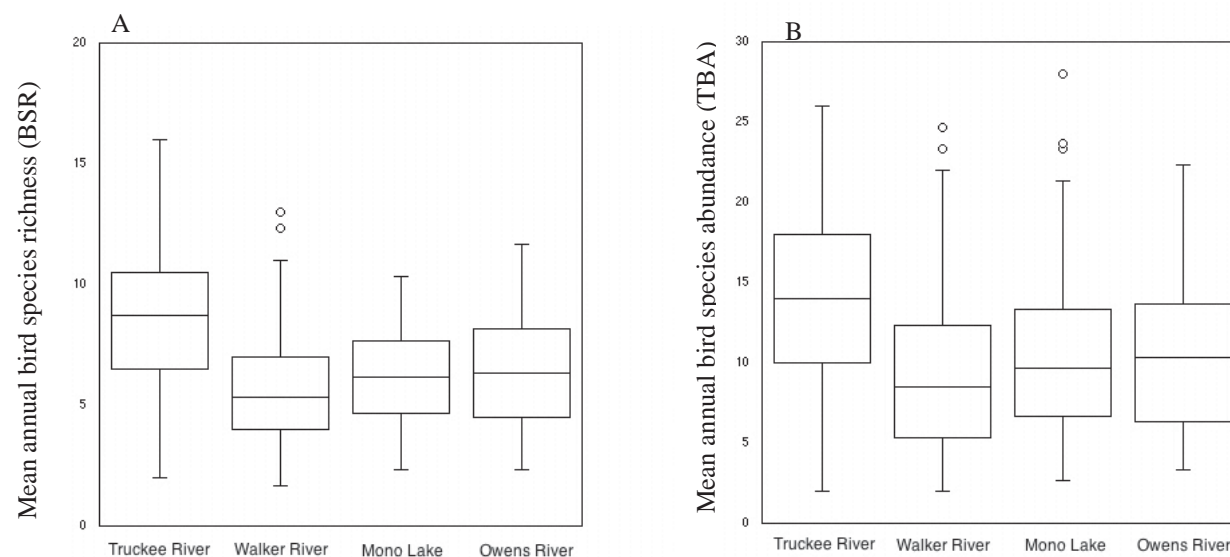 A
Mean annual bird species richness (BSR)
20
15
10
5
0
Truckee River Walker River Mono Lake Owens River
B
Mean annual bird species abundance (TBA)
30
25
20
15
10
5
0
Truckee River Walker River Mono Lake Owens River